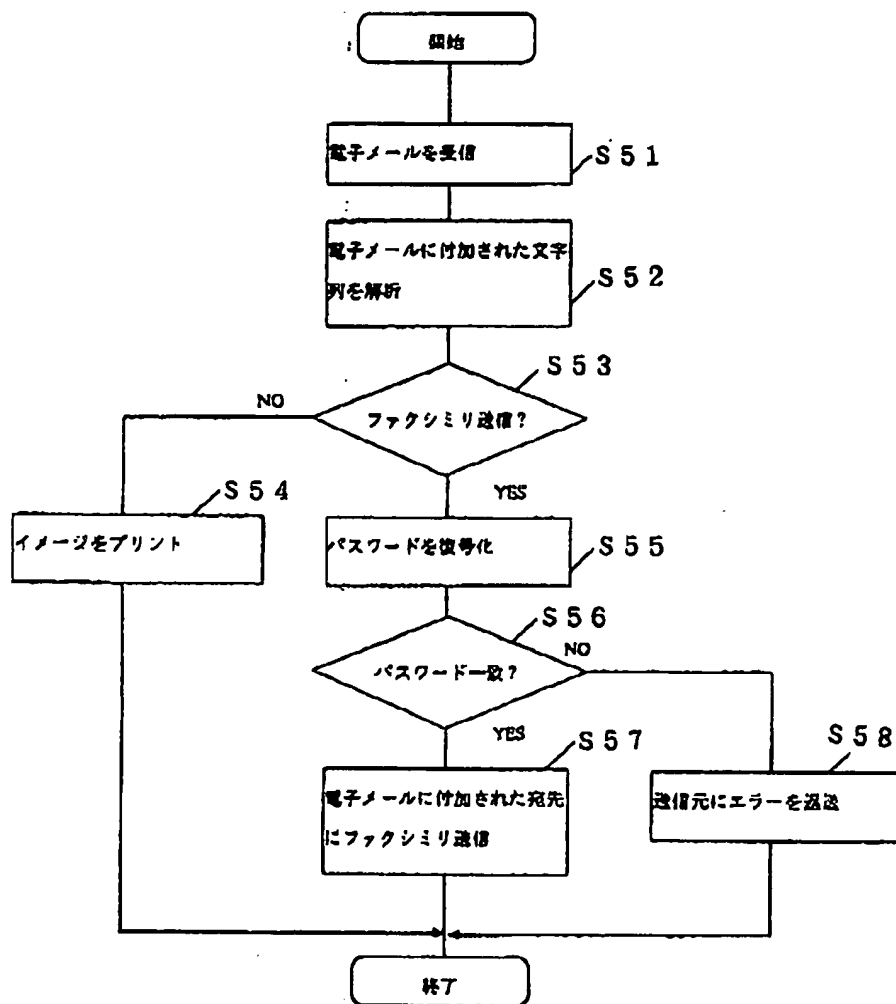 開始
電子メールを受信
S51
電子メールに付加された文字
列を解析
S52
S53
ファクシミリ送信?
NO
YES
S54
イメージをプリント
パスワードを復号化
S55
S56
パスワード一致?
NO
YES
S57
電子メールに付加された宛先
にファクシミリ送信
S58
送信元にエラーを返送
終了